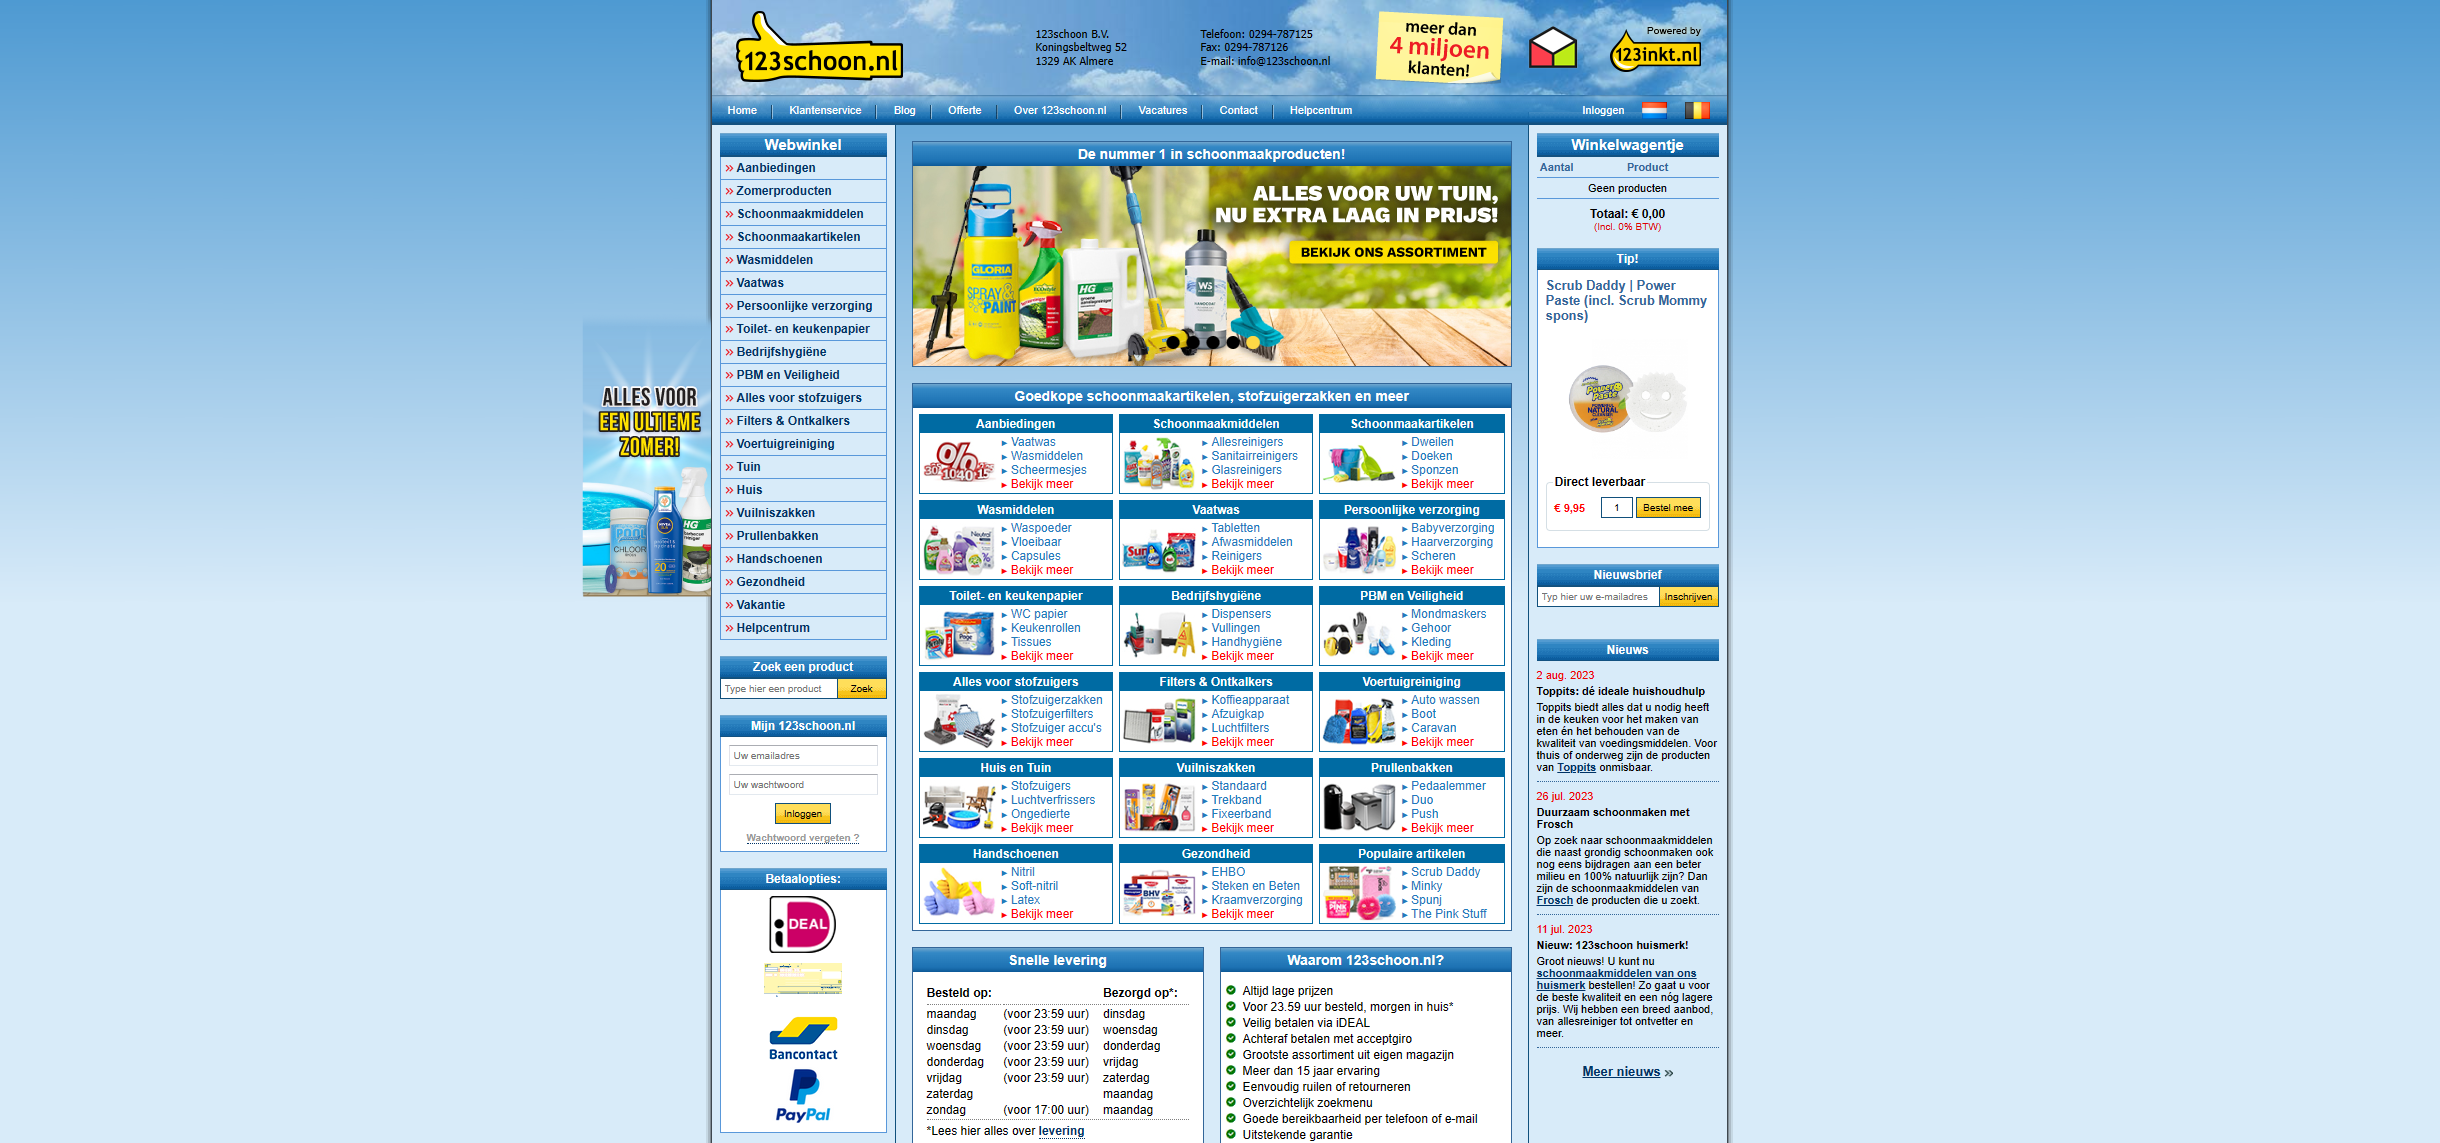 123schoon.nl
123schoon B.V.
Koningsbeltweg 52
1329 AK Almere
Telefoon: 0294-787125
Fax: 0294-787126
E-mail: info@123schoon.nl
meer dan
4 miljoen
klanten!
Powered by
123inkt.nl
Home
Klantenservice
Blog
Offerte
Over 123schoon.nl
Vacatures
Contact
Helpcentrum
Inloggen
Webwinkel
» Aanbiedingen
» Zomerproducten
» Schoonmaakmiddelen
» Schoonmaakartikelen
» Wasmiddelen
» Vaatwas
» Persoonlijke verzorging
» Toilet- en keukenpapier
» Bedrijfshygiëne
» PBM en Veiligheid
» Alles voor stofzuigers
» Filters & Ontkalkers
» Voertuigreiniging
» Tuin
» Huis
» Vuilniszakken
» Prullenbakken
» Handschoenen
» Gezondheid
» Vakantie
» Helpcentrum
ALLES VOOR
EEN ULTIEME
ZOMER!
POOL
CHLOOR
NIVEA
20
HG
Zoek een product
Type hier een product
Zoek
Mijn 123schoon.nl
Uw emailadres
Uw wachtwoord
Inloggen
Wachtwoord vergeten ?
Betaalopties:
iDEAL
Bancontact
PayPal
De nummer 1 in schoonmaakproducten!
ALLES VOOR UW TUIN,
NU EXTRA LAAG IN PRIJS!
BEKIJK ONS ASSORTIMENT
GLORIA
SPRAY&
PAINT
HG
WS
Goedkope schoonmaakartikelen, stofzuigerzakken en meer
Aanbiedingen
Vaatwas
Wasmiddelen
Scheermesjes
Bekijk meer
Schoonmaakmiddelen
Allesreinigers
Sanitairreinigers
Glasreinigers
Bekijk meer
Schoonmaakartikelen
Dweilen
Doeken
Sponzen
Bekijk meer
Wasmiddelen
Waspoeder
Vloeibaar
Capsules
Bekijk meer
Vaatwas
Tabletten
Afwasmiddelen
Reinigers
Bekijk meer
Persoonlijke verzorging
Babyverzorging
Haarverzorging
Scheren
Bekijk meer
Toilet- en keukenpapier
WC papier
Keukenrollen
Tissues
Bekijk meer
Bedrijfshygiëne
Dispensers
Vullingen
Handhygiëne
Bekijk meer
PBM en Veiligheid
Mondmaskers
Gehoor
Kleding
Bekijk meer
Alles voor stofzuigers
Stofzuigerzakken
Stofzuigerfilters
Stofzuiger accu's
Bekijk meer
Filters & Ontkalkers
Koffieapparaat
Afzuigkap
Luchtfilters
Bekijk meer
Voertuigreiniging
Auto wassen
Boot
Caravan
Bekijk meer
Huis en Tuin
Stofzuigers
Luchtverfrissers
Ongedierte
Bekijk meer
Vuilniszakken
Standaard
Trekband
Fixeerband
Bekijk meer
Prullenbakken
Pedaalemmer
Duo
Push
Bekijk meer
Handschoenen
Nitril
Soft-nitril
Latex
Bekijk meer
Gezondheid
EHBO
Steken en Beten
Kraamverzorging
Bekijk meer
Populaire artikelen
Scrub Daddy
Minky
Spunj
The Pink Stuff
Snelle levering
Besteld op: Bezorgd op*:
maandag (voor 23:59 uur) dinsdag
dinsdag (voor 23:59 uur) woensdag
woensdag (voor 23:59 uur) donderdag
donderdag (voor 23:59 uur) vrijdag
vrijdag (voor 23:59 uur) zaterdag
zaterdag maandag
zondag (voor 17:00 uur) maandag
*Lees hier alles over levering
Waarom 123schoon.nl?
Altijd lage prijzen
Voor 23.59 uur besteld, morgen in huis*
Veilig betalen via iDEAL
Achteraf betalen met acceptgiro
Grootste assortiment uit eigen magazijn
Meer dan 15 jaar ervaring
Eenvoudig ruilen of retourneren
Overzichtelijk zoekmenu
Goede bereikbaarheid per telefoon of e-mail
Uitstekende garantie
Winkelwagentje
Aantal Product
Geen producten
Totaal: € 0,00
(Incl. 0% BTW)
Tip!
Scrub Daddy | Power
Paste (incl. Scrub Mommy
spons)
Power
Paste
NATURAL
Direct leverbaar
€ 9,95
1
Bestel mee
Nieuwsbrief
Typ hier uw e-mailadres
Inschrijven
Nieuws
2 aug. 2023
Toppits: dé ideale huishoudhulp
Toppits biedt alles dat u nodig heeft
in de keuken voor het maken van
eten én het behouden van de
kwaliteit van voedingsmiddelen. Voor
thuis of onderweg zijn de producten
van Toppits onmisbaar.
26 jul. 2023
Duurzaam schoonmaken met
Frosch
Op zoek naar schoonmaakmiddelen
die naast grondig schoonmaken ook
nog eens bijdragen aan een beter
milieu en 100% natuurlijk zijn? Dan
zijn de schoonmaakmiddelen van
Frosch de producten die u zoekt.
11 jul. 2023
Nieuw: 123schoon huismerk!
Groot nieuws! U kunt nu
schoonmaakmiddelen van ons
huismerk bestellen! Zo gaat u voor
de beste kwaliteit en een nóg lagere
prijs. Wij hebben een breed aanbod,
van allesreiniger tot ontvetter en
meer.
Meer nieuws »